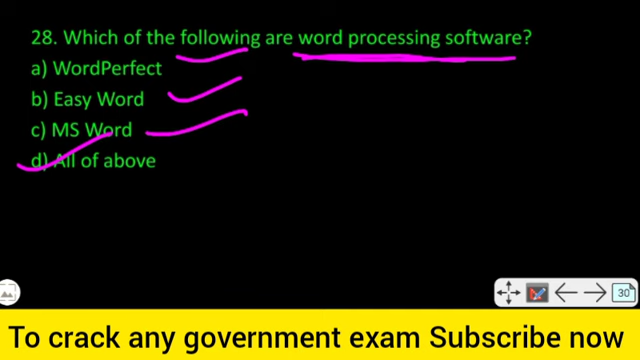 28. Which of the following are word processing software?
a) WordPerfect
b) Easy Word
c) MS Word
d) All of above
30
To crack any government exam Subscribe now